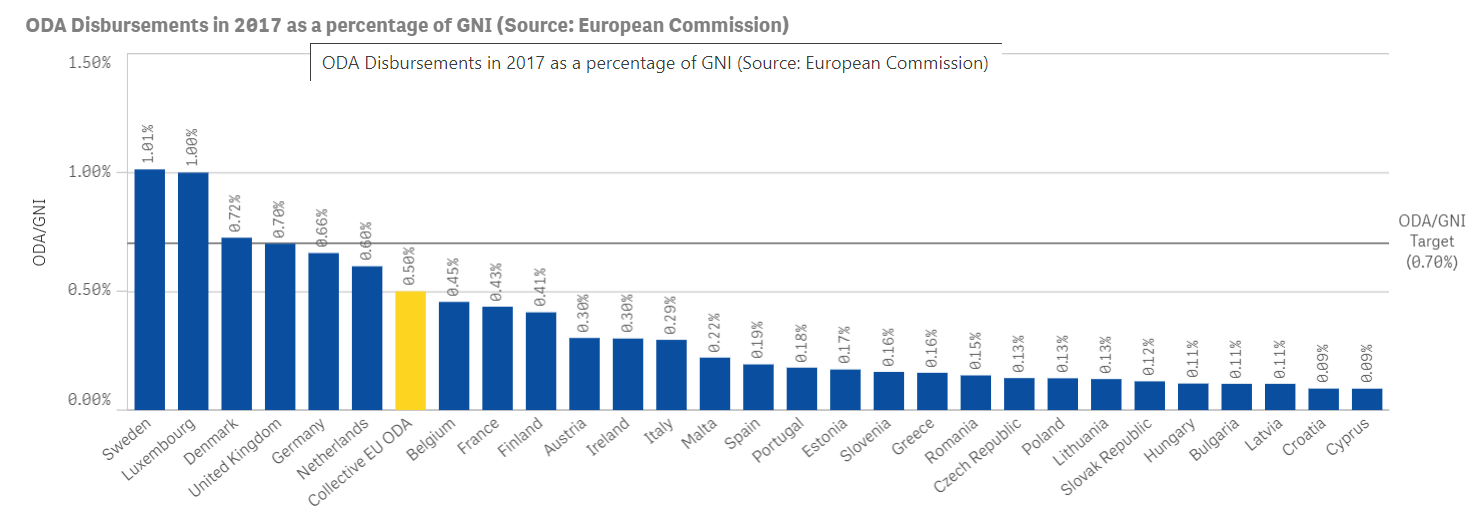 ODA Disbursements in 2017 as a percentage of GNI (Source: European Commission)
ODA Disbursements in 2017 as a percentage of GNI (Source: European Commission)
1.50%
1.00%
0.50%
0.00%
ODA/GNI
1.01%
1.00%
0.72%
0.70%
0.66%
0.60%
0.50%
0.45%
0.43%
0.41%
0.30%
0.30%
0.29%
0.22%
0.19%
0.18%
0.17%
0.16%
0.16%
0.15%
0.13%
0.13%
0.13%
0.12%
0.11%
0.11%
0.11%
0.09%
0.09%
ODA/GNI
Target
(0.70%)
Sweden
Luxembourg
Denmark
United Kingdom
Germany
Netherlands
Collective EU ODA
Belgium
France
Finland
Austria
Ireland
Italy
Malta
Spain
Portugal
Estonia
Slovenia
Greece
Romania
Czech Republic
Poland
Lithuania
Slovak Republic
Hungary
Bulgaria
Latvia
Croatia
Cyprus